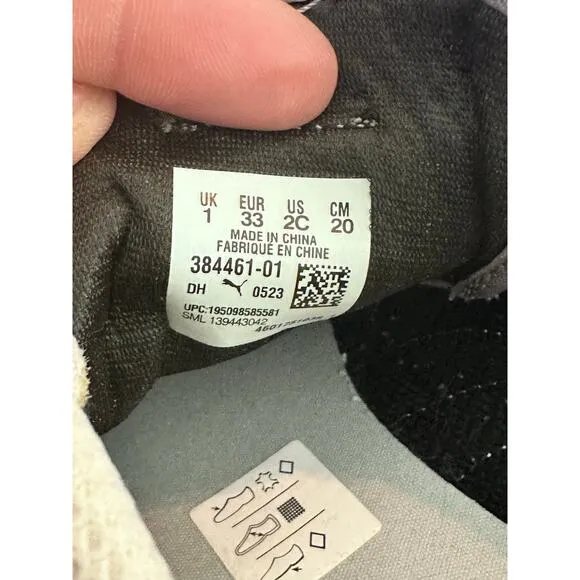 UK EUR US CM
1 33 2C 20
MADE IN CHINA
FABRIQUÉ EN CHINE
384461-01
DH 0523
UPC:195098585581
SML 139443042